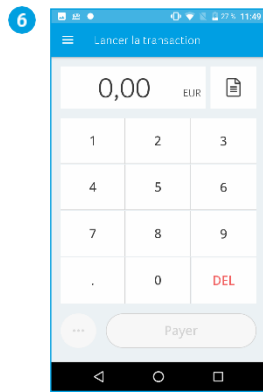 6
27 % 11:49
Lancer la transaction
0,00 EUR
1 2 3
4 5 6
7 8 9
. 0 DEL
... Payer